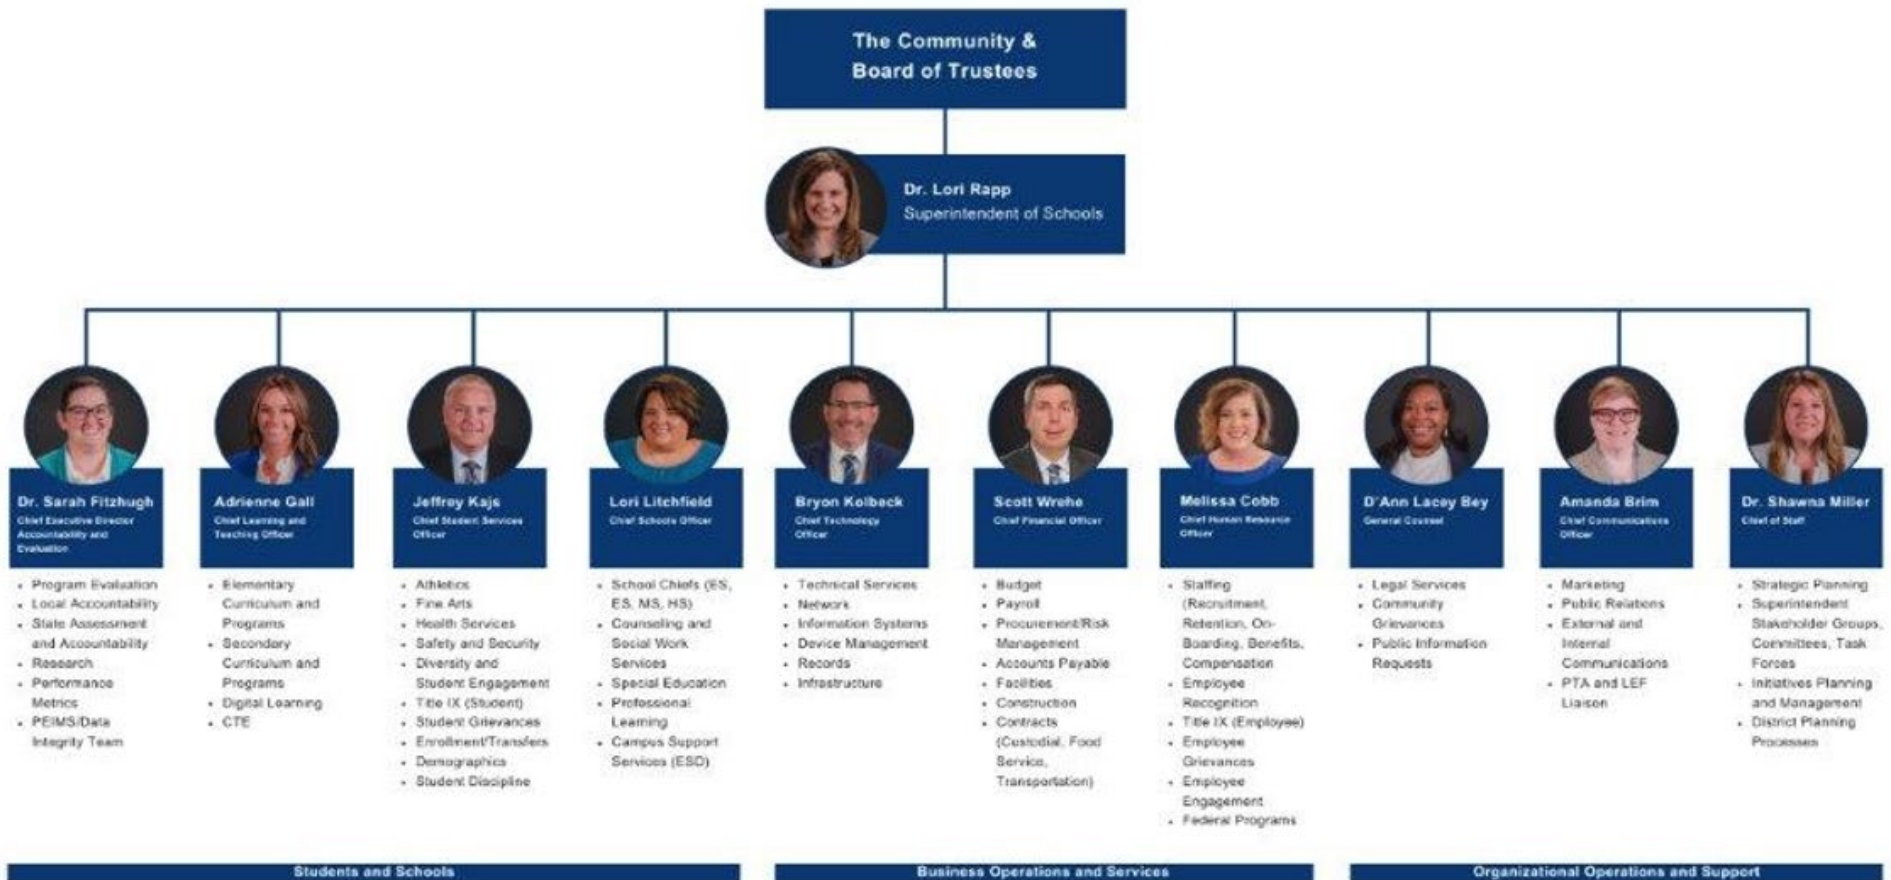 The Community &
Board of Trustees
Dr. Lori Rapp
Superintendent of Schools
Dr. Sarah Fitzhugh
Chief Executive Director
Accountability and
Evaluation
• Program Evaluation
• Local Accountability
• State Assessment
and Accountability
• Research
• Performance
Metrics
• PEIMS/Data
Integrity Team
Adrienne Gall
Chief Learning and
Teaching Officer
• Elementary
Curriculum and
Programs
• Secondary
Curriculum and
Programs
• Digital Learning
• CTE
Jeffrey Kajs
Chief Student Services
Officer
• Athletics
• Fine Arts
• Health Services
• Safety and Security
• Diversity and
Student Engagement
• Title IX (Student)
• Student Grievances
• Enrollment/Transfers
• Demographics
• Student Discipline
Lori Litchfield
Chief Schools Officer
• School Chiefs (ES,
ES, MS, HS)
• Counseling and
Social Work
Services
• Special Education
• Professional
Learning
• Campus Support
Services (ESD)
Bryon Kolbeck
Chief Technology
Officer
• Technical Services
• Network
• Information Systems
• Device Management
• Records
• Infrastructure
Scott Wrehe
Chief Financial Officer
• Budget
• Payroll
• Procurement/Risk
Management
• Accounts Payable
• Facilities
• Construction
• Contracts
(Custodial, Food
Service,
Transportation)
Melissa Cobb
Chief Human Resource
Officer
• Staffing
(Recruitment,
Retention, On-
Boarding, Benefits,
Compensation
• Employee
Recognition
• Title IX (Employee)
• Employee
Grievances
• Employee
Engagement
• Federal Programs
D'Ann Lacey Bey
General Counsel
• Legal Services
• Community
Grievances
• Public Information
Requests
Amanda Brim
Chief Communications
Officer
• Marketing
• Public Relations
• External and
Internal
Communications
• PTA and LEF
Liaison
Dr. Shawna Miller
Chief of Staff
• Strategic Planning
• Superintendent
Stakeholder Groups,
Committees, Task
Forces
• Initiatives Planning
and Management
• District Planning
Processes
Students and Schools
Business Operations and Services
Organizational Operations and Support